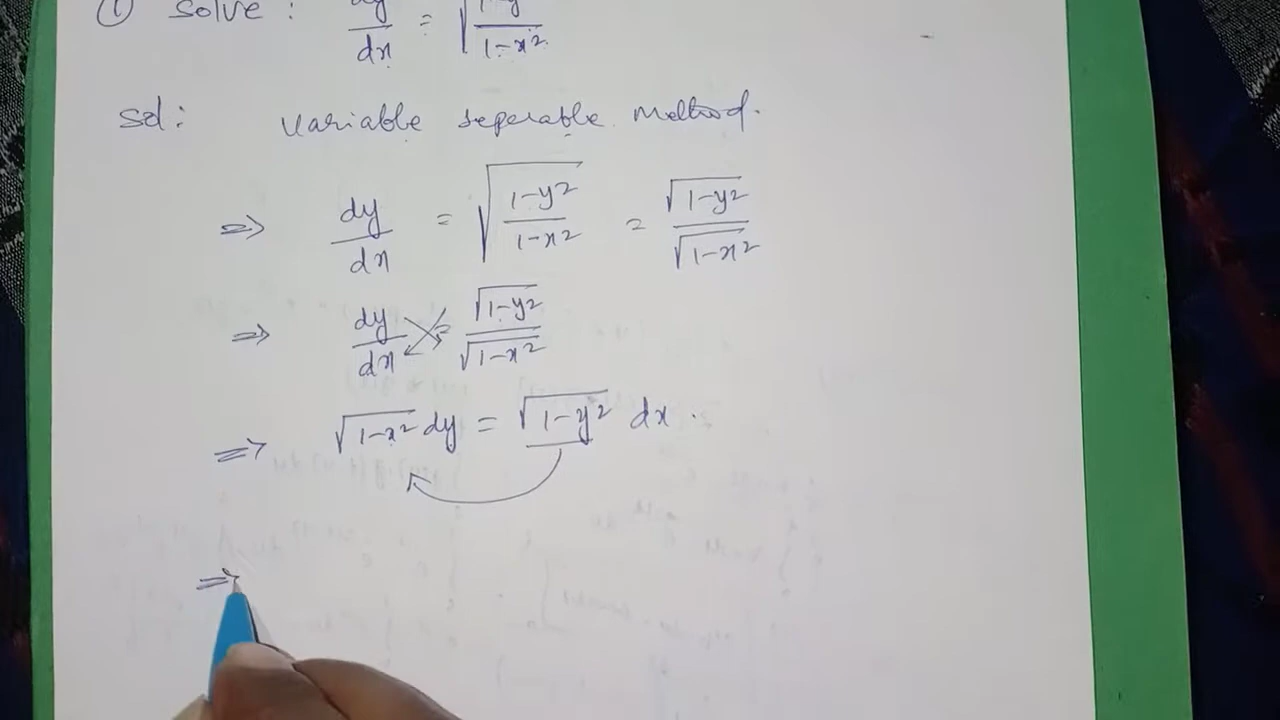 ① Solve : dy/dx = √(1-y/1-x²)
Sol : Variable seperable method.
⇒ dy/dx = √(1-y²/1-x²) = √1-y²/√1-x²
⇒ dy/dx = √1-y²/√1-x²
⇒ √1-x² dy = √1-y² dx .
⇒